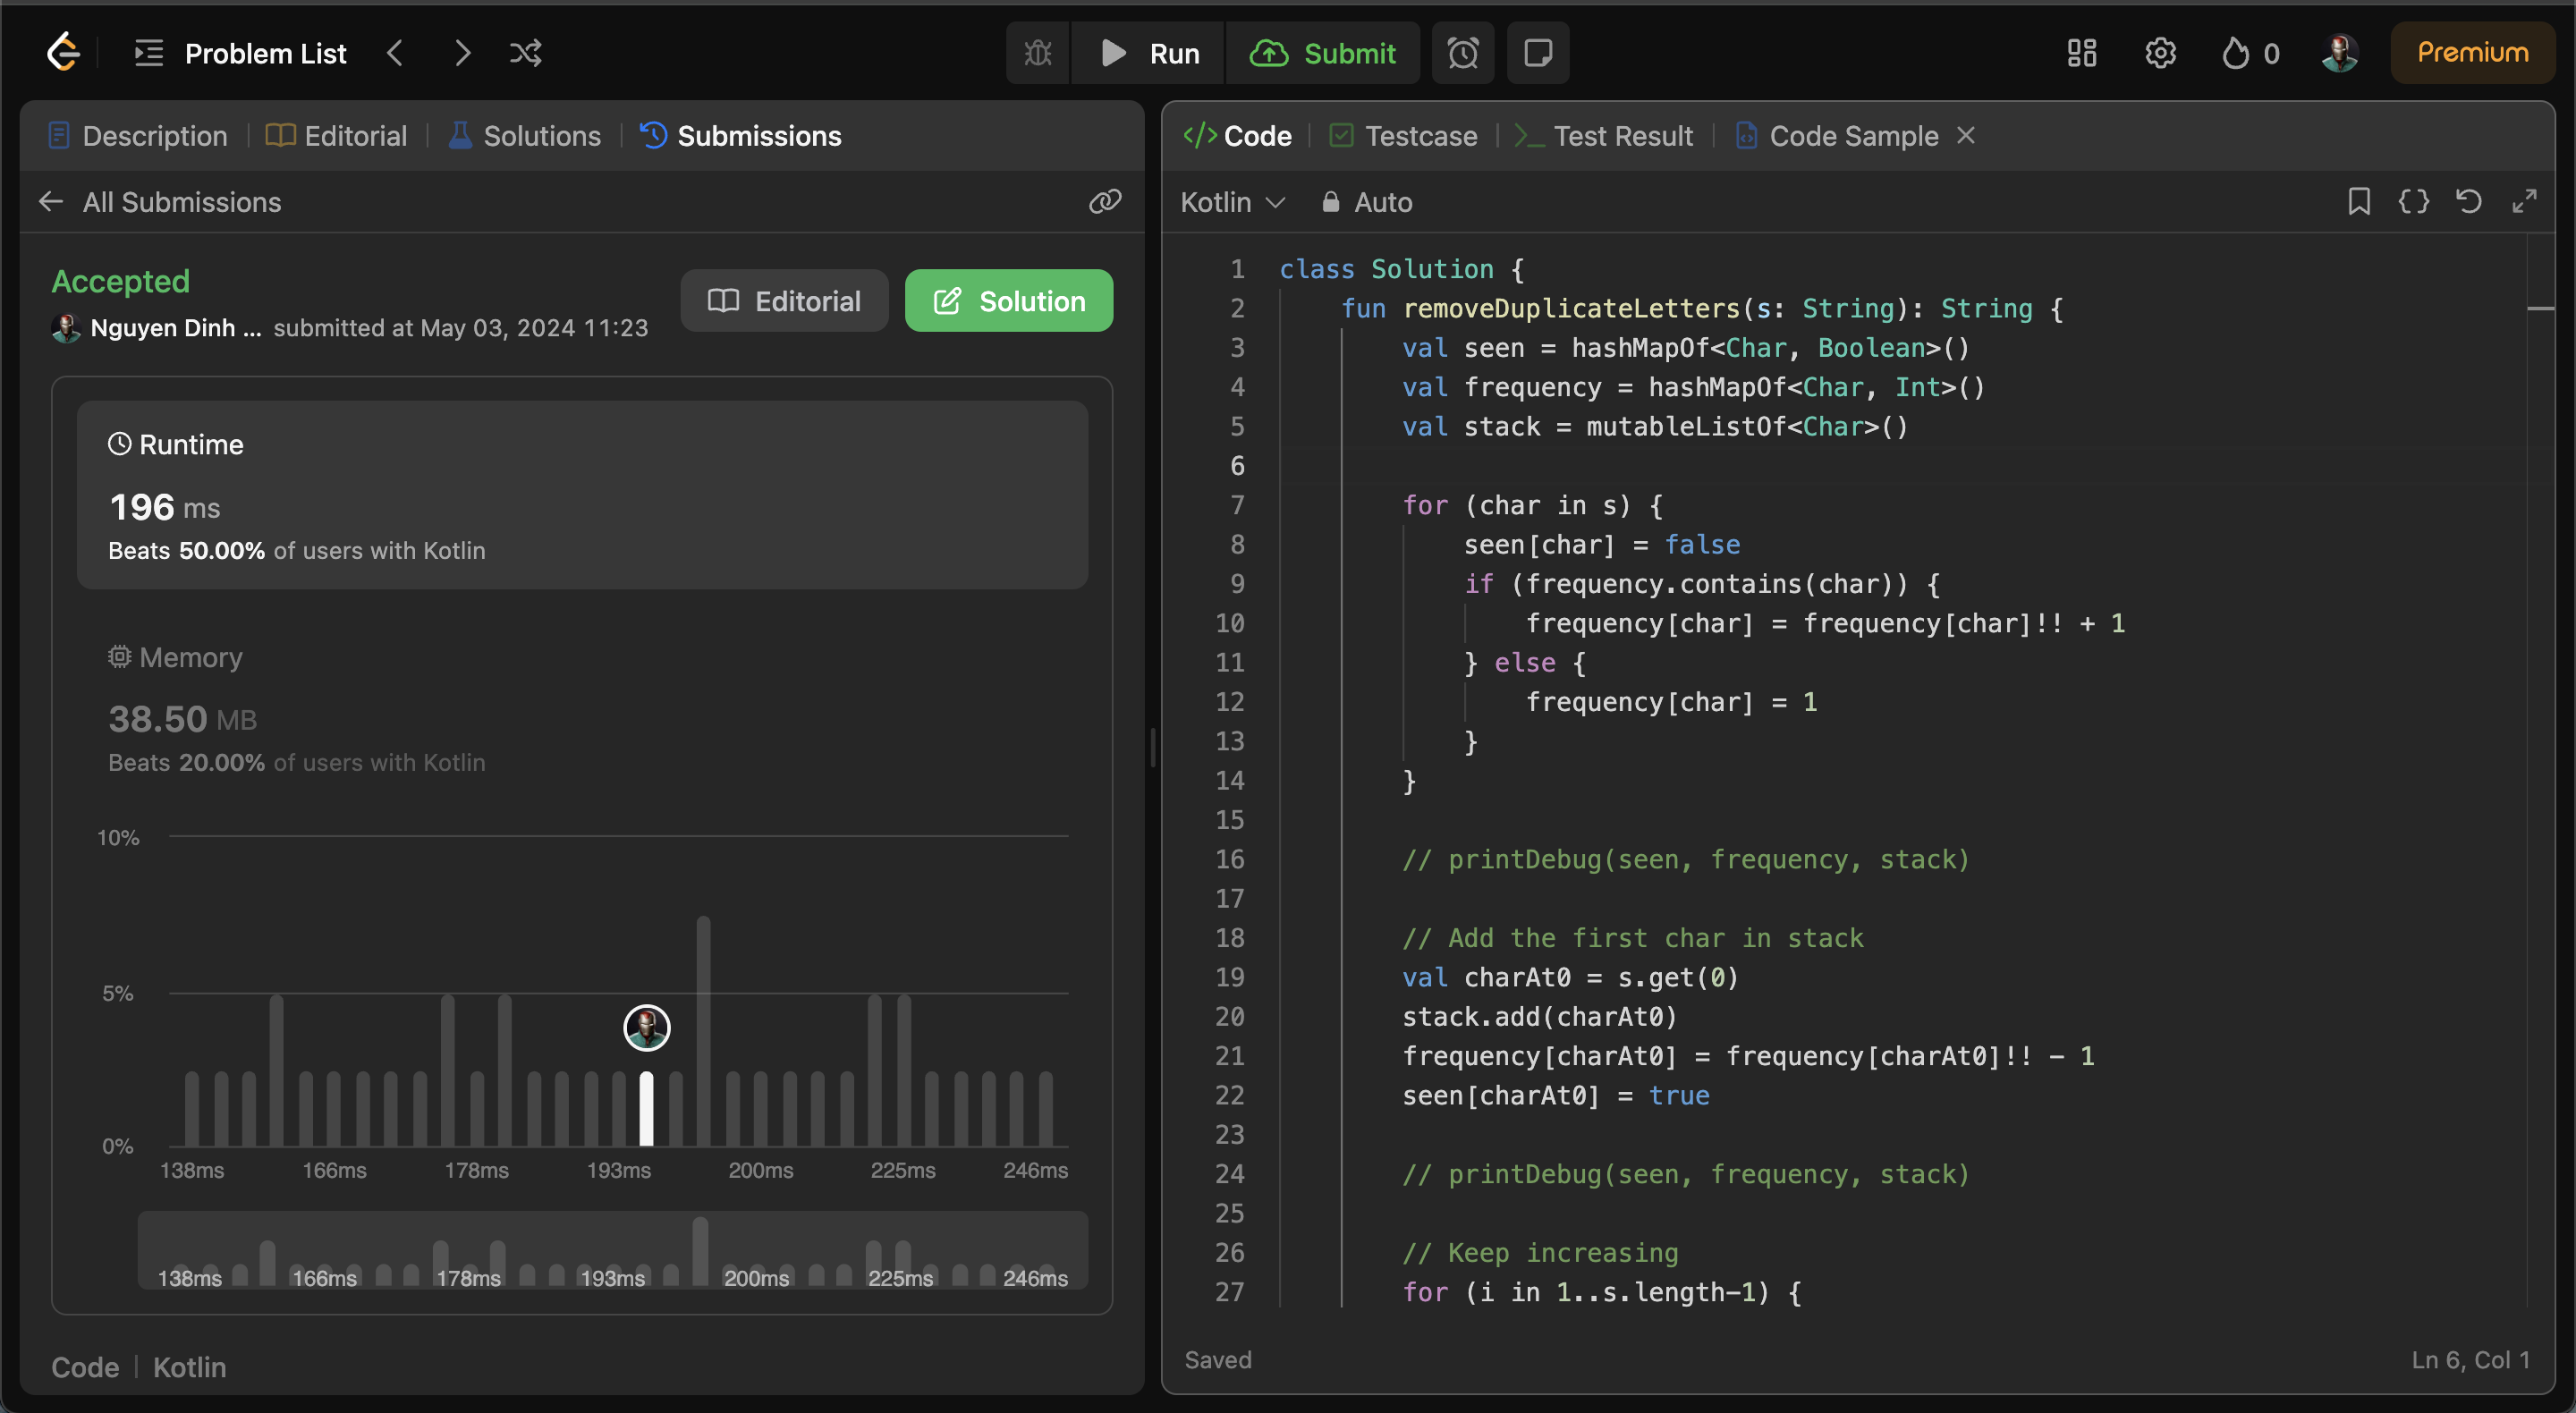 Problem List
Run
Submit
0
Premium
Description
Editorial
Solutions
Submissions
All Submissions
Accepted
Nguyen Dinh ... submitted at May 03, 2024 11:23
Editorial
Solution
Runtime
196 ms
Beats 50.00% of users with Kotlin
Memory
38.50 MB
Beats 20.00% of users with Kotlin
10%
5%
0%
138ms 166ms 178ms 193ms 200ms 225ms 246ms
138ms 166ms 178ms 193ms 200ms 225ms 246ms
Code | Kotlin
</> Code
Testcase
Test Result
Code Sample
Kotlin
Auto
1 class Solution {
2 fun removeDuplicateLetters(s: String): String {
3 val seen = hashMapOf<Char, Boolean>()
4 val frequency = hashMapOf<Char, Int>()
5 val stack = mutableListOf<Char>()
6
7 for (char in s) {
8 seen[char] = false
9 if (frequency.contains(char)) {
10 frequency[char] = frequency[char]!! + 1
11 } else {
12 frequency[char] = 1
13 }
14 }
15
16 // printDebug(seen, frequency, stack)
17
18 // Add the first char in stack
19 val charAt0 = s.get(0)
20 stack.add(charAt0)
21 frequency[charAt0] = frequency[charAt0]!! - 1
22 seen[charAt0] = true
23
24 // printDebug(seen, frequency, stack)
25
26 // Keep increasing
27 for (i in 1..s.length-1) {
Saved
Ln 6, Col 1